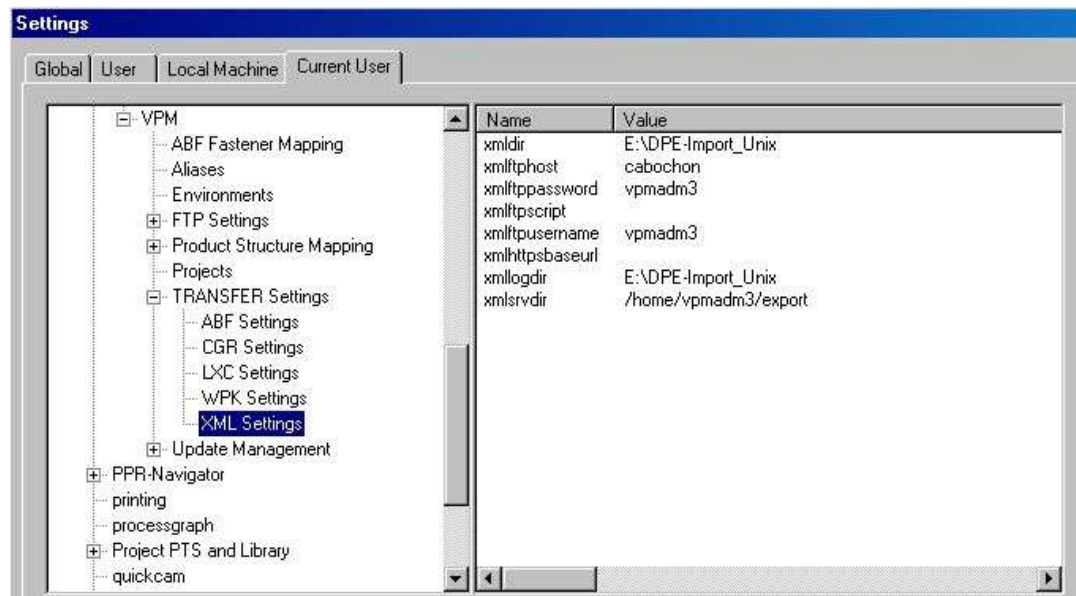 Settings
Global User Local Machine Current User
VPM
ABF Fastener Mapping
Aliases
Environments
FTP Settings
Product Structure Mapping
Projects
TRANSFER Settings
ABF Settings
CGR Settings
LXC Settings
WPK Settings
XML Settings
Update Management
PPR-Navigator
printing
processgraph
Project PTS and Library
quickcam
Name Value
xmldir E:\DPE-Import_Unix
xmlftphost cabochon
xmlftppassword vpmadm3
xmlftpscript
xmlftpusername vpmadm3
xmlhttpsbaseurl
xmllogdir E:\DPE-Import_Unix
xmlsrvdir /home/vpmadm3/export